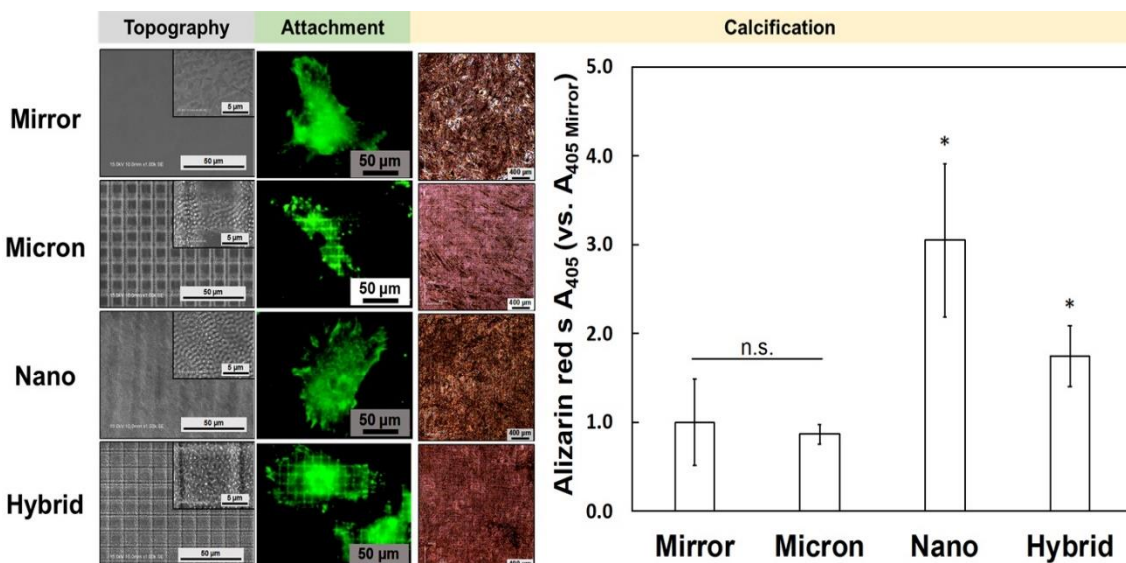 Topography Attachment Calcification
Mirror
5 µm
50 µm
50 µm
400 µm
Micron
5 µm
50 µm
50 µm
400 µm
Nano
5 µm
50 µm
50 µm
400 µm
Hybrid
5 µm
50 µm
50 µm
400 µm
Alizarin red s A405 (vs. A405 Mirror)
5.0
4.0
3.0
2.0
1.0
0.0
n.s.
*
*
Mirror Micron Nano Hybrid